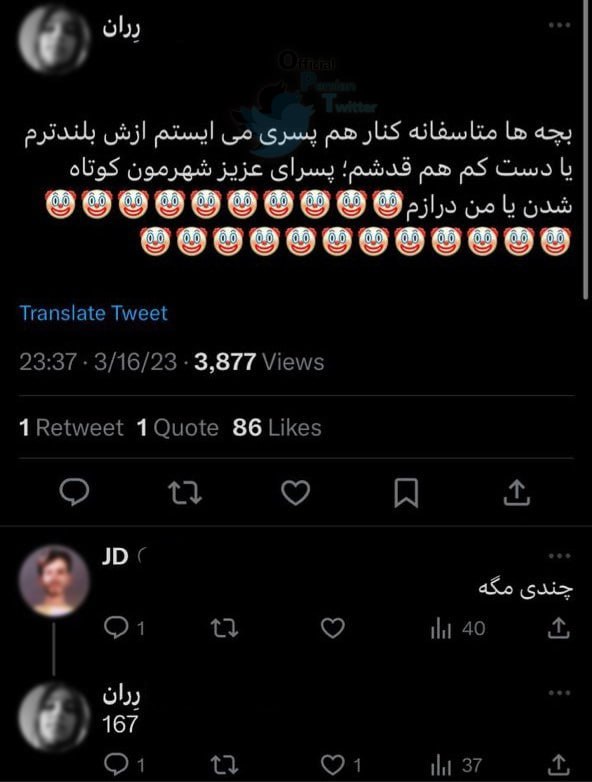 رِران
Official
Persian
Twitter
بچه ها متاسفانه کنار هم پسری می ایستم ازش بلندترم
یا دست کم هم قدشم؛ پسرای عزیز شهرمون کوتاه
شدن یا من درازم🤡🤡🤡🤡🤡🤡🤡🤡🤡🤡
🤡🤡🤡🤡🤡🤡🤡🤡🤡🤡🤡🤡
Translate Tweet
23:37 · 3/16/23 · 3,877 Views
1 Retweet 1 Quote 86 Likes
JD
چندی مگه
1 40
رِران
167
1 1 37